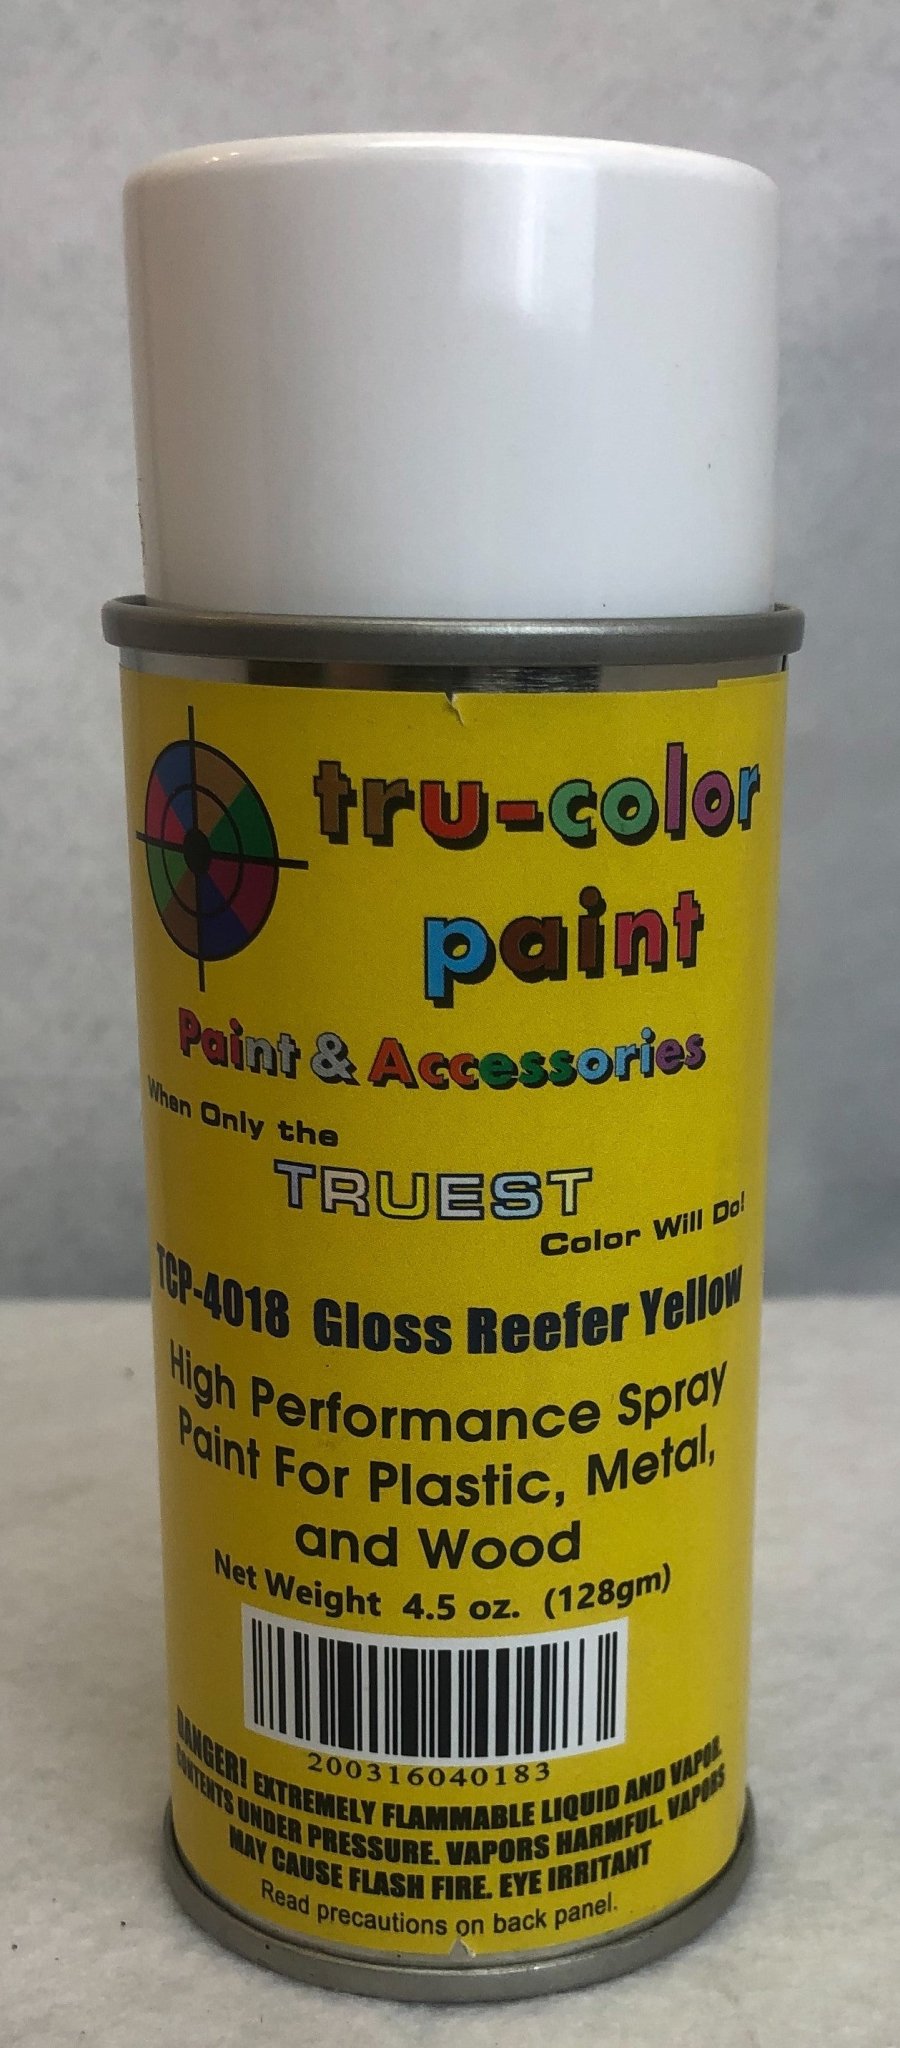 tru-color
paint
Paint & Accessories
When Only the
TRUEST
Color Will Do!
TCP-4018 Gloss Reefer Yellow
High Performance Spray
Paint For Plastic, Metal,
and Wood
Net Weight 4.5 oz. (128gm)
200316040183
DANGER! EXTREMELY FLAMMABLE LIQUID AND VAPOR.
CONTENTS UNDER PRESSURE. VAPORS HARMFUL. VAPORS
MAY CAUSE FLASH FIRE. EYE IRRITANT
Read precautions on back panel.